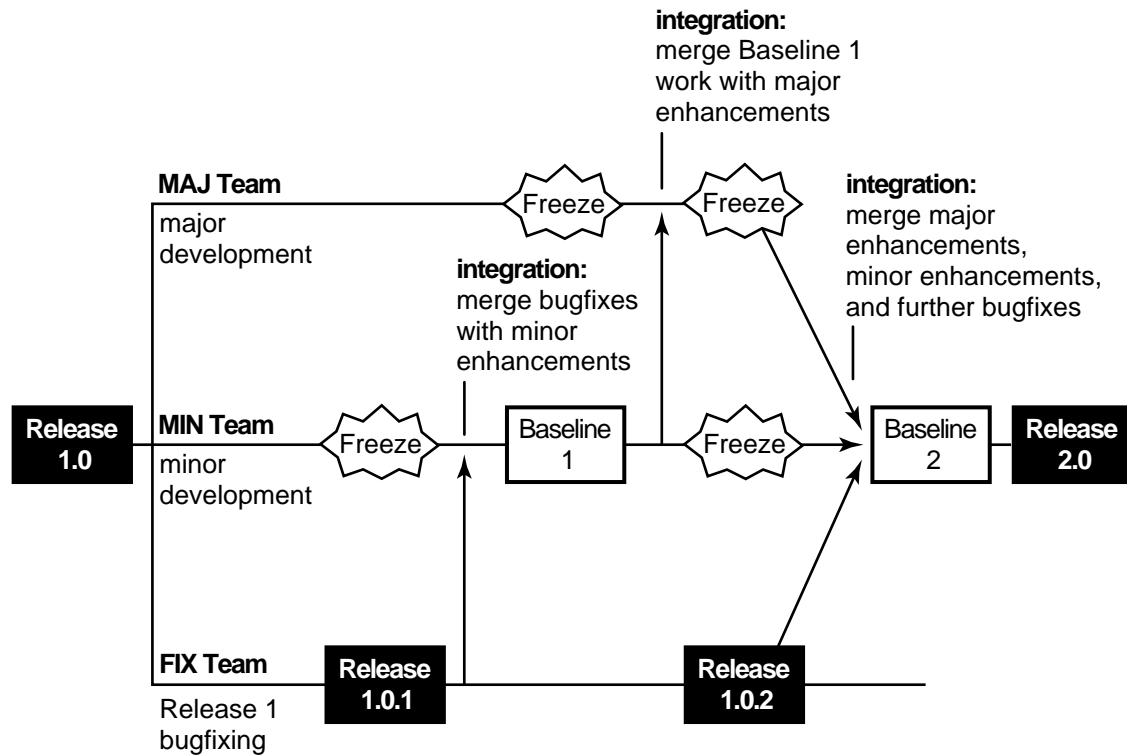 integration:
merge Baseline 1
work with major
enhancements
MAJ Team
major
development
Freeze
Freeze
integration:
merge major
enhancements,
minor enhancements,
and further bugfixes
integration:
merge bugfixes
with minor
enhancements
Release
1.0
MIN Team
minor
development
Freeze
Baseline
1
Freeze
Baseline
2
Release
2.0
FIX Team
Release 1
bugfixing
Release
1.0.1
Release
1.0.2